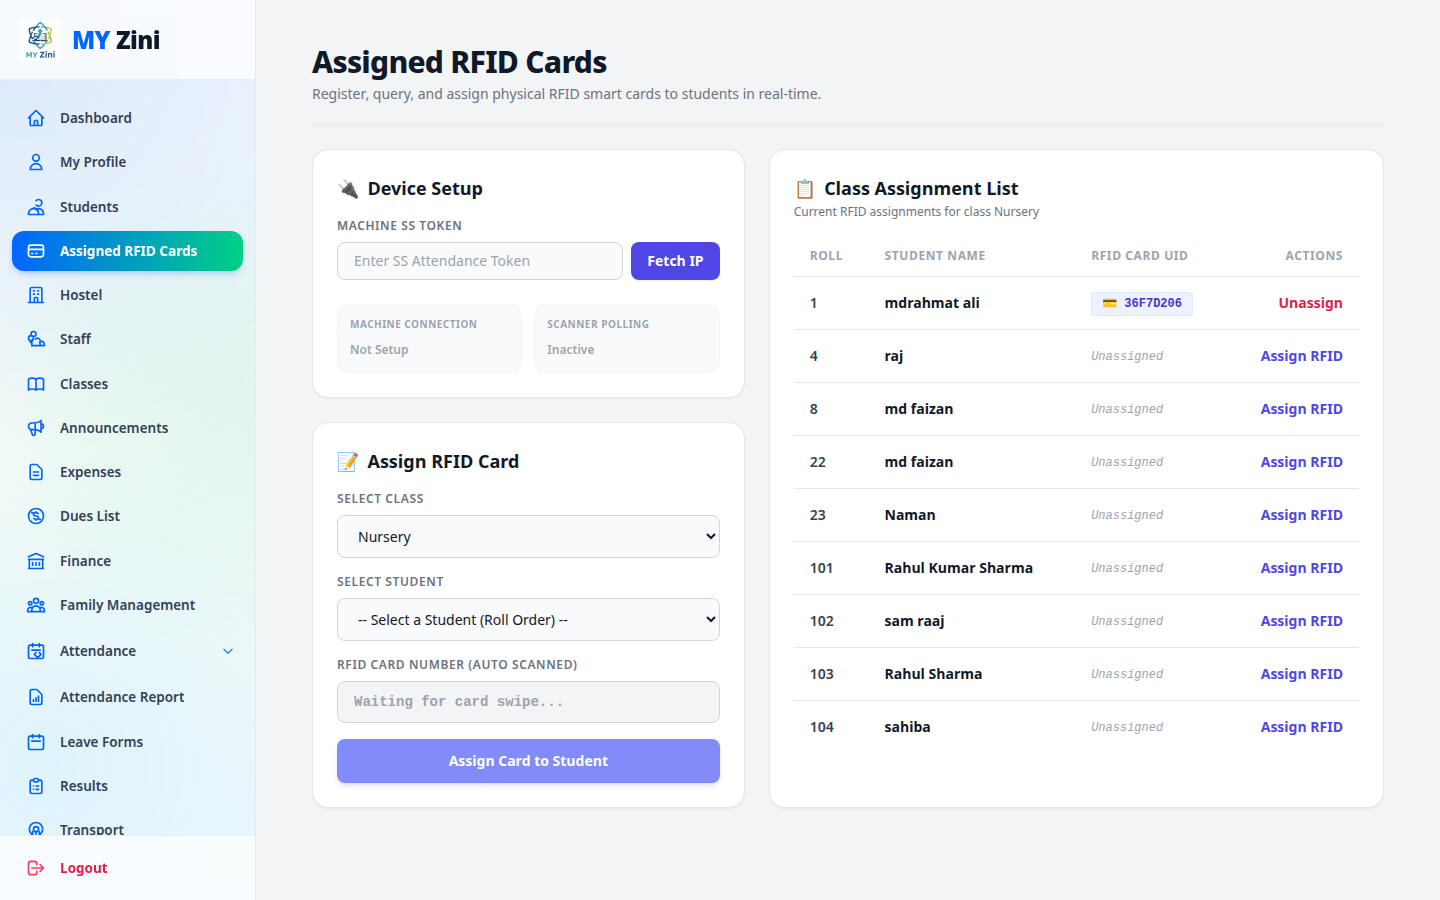 MY Zini
MY Zini
Dashboard
My Profile
Students
Assigned RFID Cards
Hostel
Staff
Classes
Announcements
Expenses
Dues List
Finance
Family Management
Attendance
Attendance Report
Leave Forms
Results
Transport
Logout
Assigned RFID Cards
Register, query, and assign physical RFID smart cards to students in real-time.
Device Setup
MACHINE SS TOKEN
Enter SS Attendance Token
Fetch IP
MACHINE CONNECTION
Not Setup
SCANNER POLLING
Inactive
Assign RFID Card
SELECT CLASS
Nursery
SELECT STUDENT
-- Select a Student (Roll Order) --
RFID CARD NUMBER (AUTO SCANNED)
Waiting for card swipe...
Assign Card to Student
Class Assignment List
Current RFID assignments for class Nursery
ROLL STUDENT NAME RFID CARD UID ACTIONS
1 mdrahmat ali 36F7D206 Unassign
4 raj Unassigned Assign RFID
8 md faizan Unassigned Assign RFID
22 md faizan Unassigned Assign RFID
23 Naman Unassigned Assign RFID
101 Rahul Kumar Sharma Unassigned Assign RFID
102 sam raaj Unassigned Assign RFID
103 Rahul Sharma Unassigned Assign RFID
104 sahiba Unassigned Assign RFID